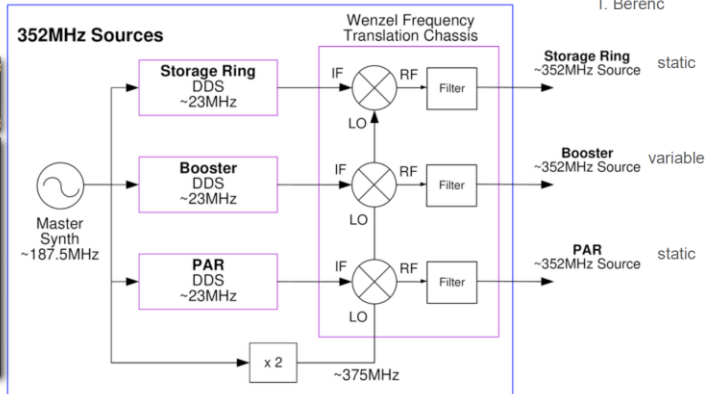 T. Berenc
352MHz Sources
Wenzel Frequency
Translation Chassis
Storage Ring
DDS
~23MHz
IF
RF
Filter
LO
Storage Ring
~352MHz Source
static
Booster
DDS
~23MHz
IF
RF
Filter
LO
Booster
~352MHz Source
variable
Master
Synth
~187.5MHz
PAR
DDS
~23MHz
IF
RF
Filter
LO
PAR
~352MHz Source
static
x 2
~375MHz